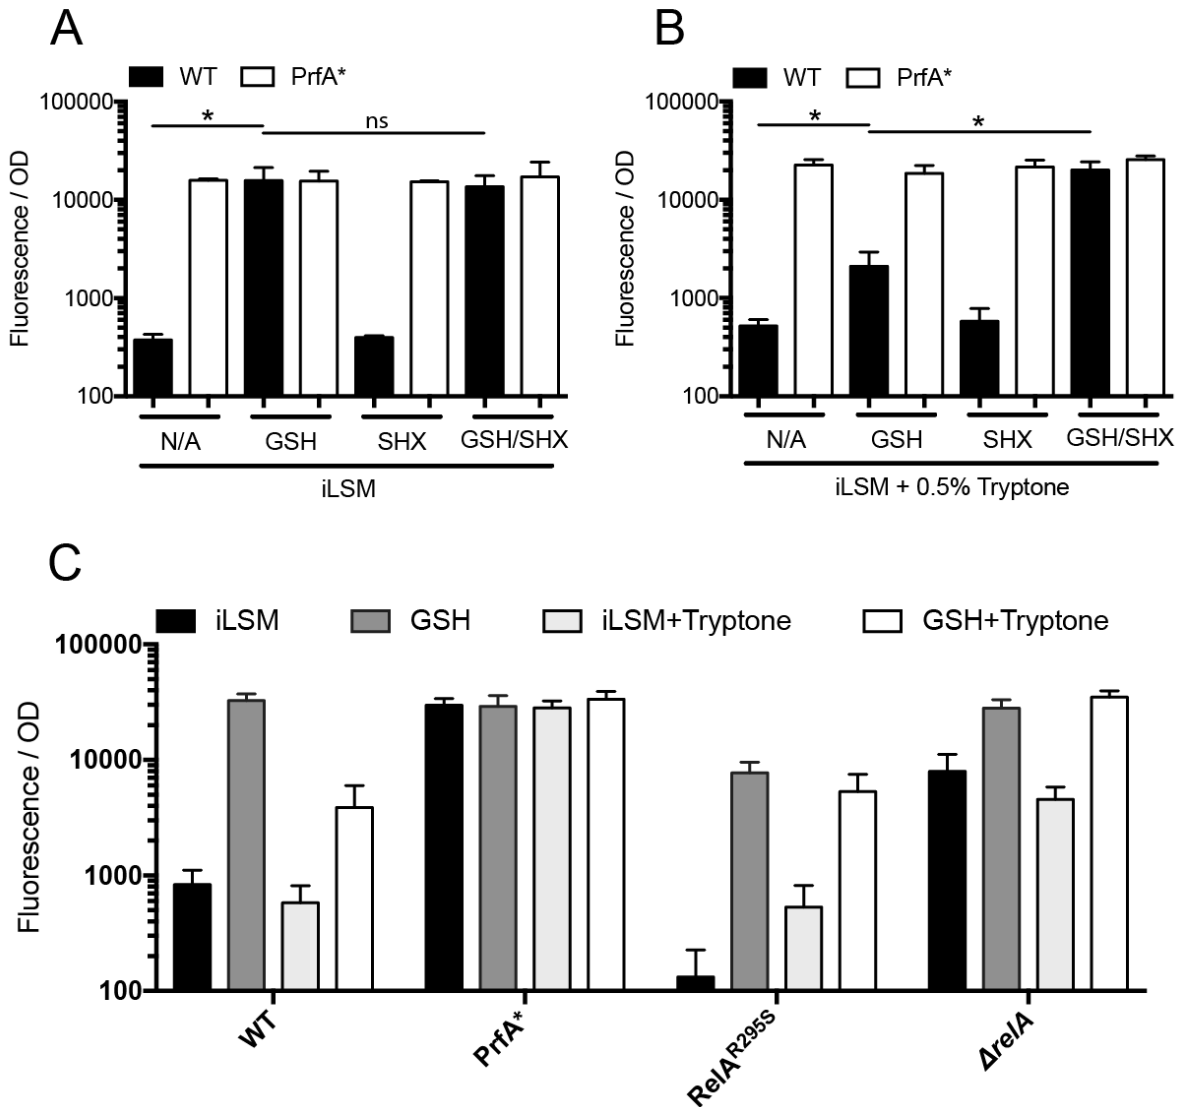 A
WT PrfA*
Fluorescence / OD
100000
10000
1000
100
*
ns
N/A GSH SHX GSH/SHX
iLSM
B
WT PrfA*
Fluorescence / OD
100000
10000
1000
100
*
*
N/A GSH SHX GSH/SHX
iLSM + 0.5% Tryptone
C
iLSM GSH iLSM+Tryptone GSH+Tryptone
Fluorescence / OD
100000
10000
1000
100
WT PrfA* RelAR295S ΔrelA